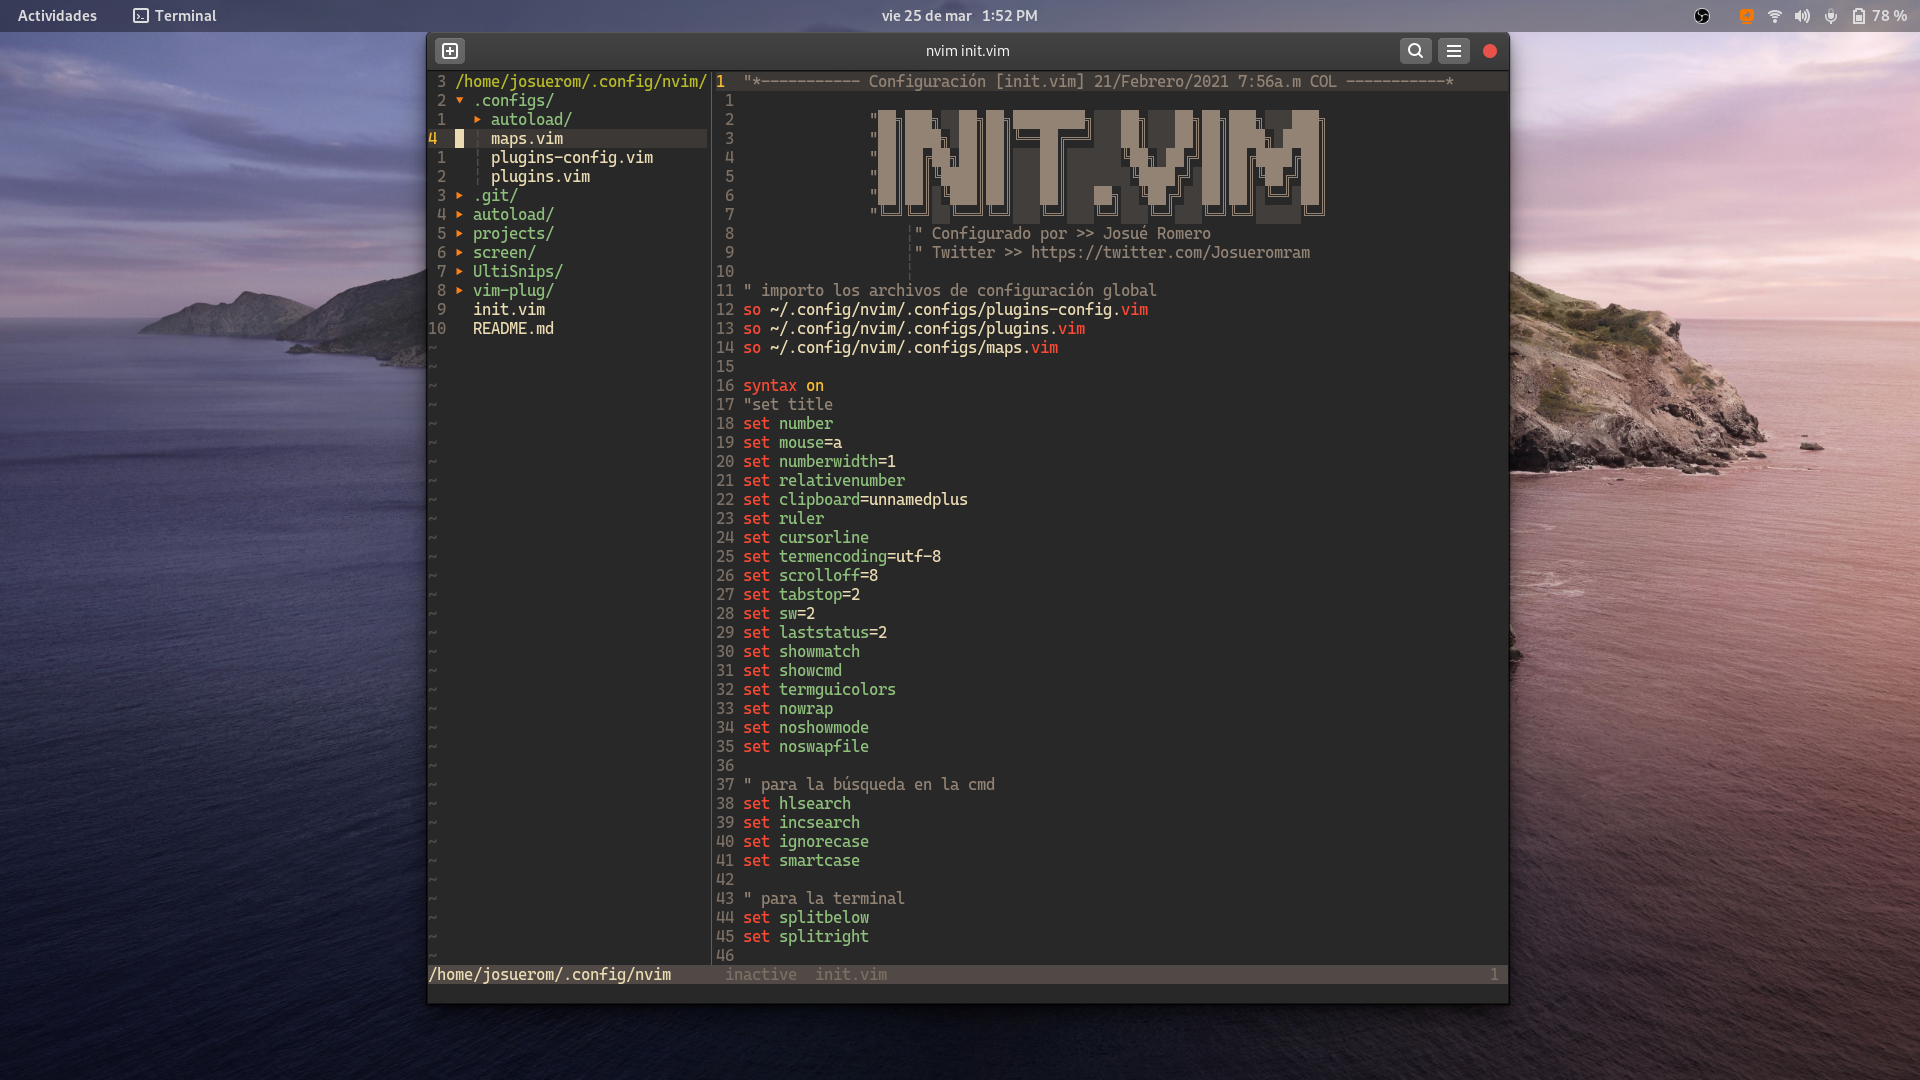 Actividades Terminal vie 25 de mar 1:52 PM 78 %
nvim init.vim
3 /home/josuerom/.config/nvim/
2 ▾ .configs/
1 ▸ autoload/
4 maps.vim
1 plugins-config.vim
2 plugins.vim
3 ▸ .git/
4 ▸ autoload/
5 ▸ projects/
6 ▸ screen/
7 ▸ UltiSnips/
8 ▸ vim-plug/
9 init.vim
10 README.md
1 "*----------- Configuración [init.vim] 21/Febrero/2021 7:56a.m COL -----------*
1
2 "
3 "
4 "
5 "
6 "
7 "
INIT.VIM
8 " Configurado por >> Josué Romero
9 " Twitter >> https://twitter.com/Josueromram
10
11 " importo los archivos de configuración global
12 so ~/.config/nvim/.configs/plugins-config.vim
13 so ~/.config/nvim/.configs/plugins.vim
14 so ~/.config/nvim/.configs/maps.vim
15
16 syntax on
17 "set title
18 set number
19 set mouse=a
20 set numberwidth=1
21 set relativenumber
22 set clipboard=unnamedplus
23 set ruler
24 set cursorline
25 set termencoding=utf-8
26 set scrolloff=8
27 set tabstop=2
28 set sw=2
29 set laststatus=2
30 set showmatch
31 set showcmd
32 set termguicolors
33 set nowrap
34 set noshowmode
35 set noswapfile
36
37 " para la búsqueda en la cmd
38 set hlsearch
39 set incsearch
40 set ignorecase
41 set smartcase
42
43 " para la terminal
44 set splitbelow
45 set splitright
46
/home/josuerom/.config/nvim inactive init.vim 1